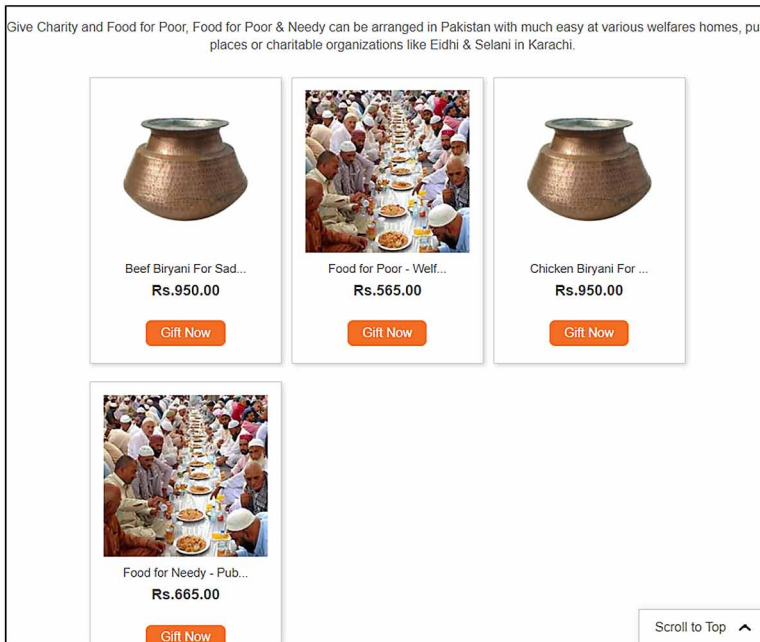 Give Charity and Food for Poor, Food for Poor & Needy can be arranged in Pakistan with much easy at various welfares homes, pu
places or charitable organizations like Eidhi & Selani in Karachi.
Beef Biryani For Sad...
Rs.950.00
Gift Now
Food for Poor - Welf...
Rs.565.00
Gift Now
Chicken Biryani For ...
Rs.950.00
Gift Now
Food for Needy - Pub...
Rs.665.00
Gift Now
Scroll to Top